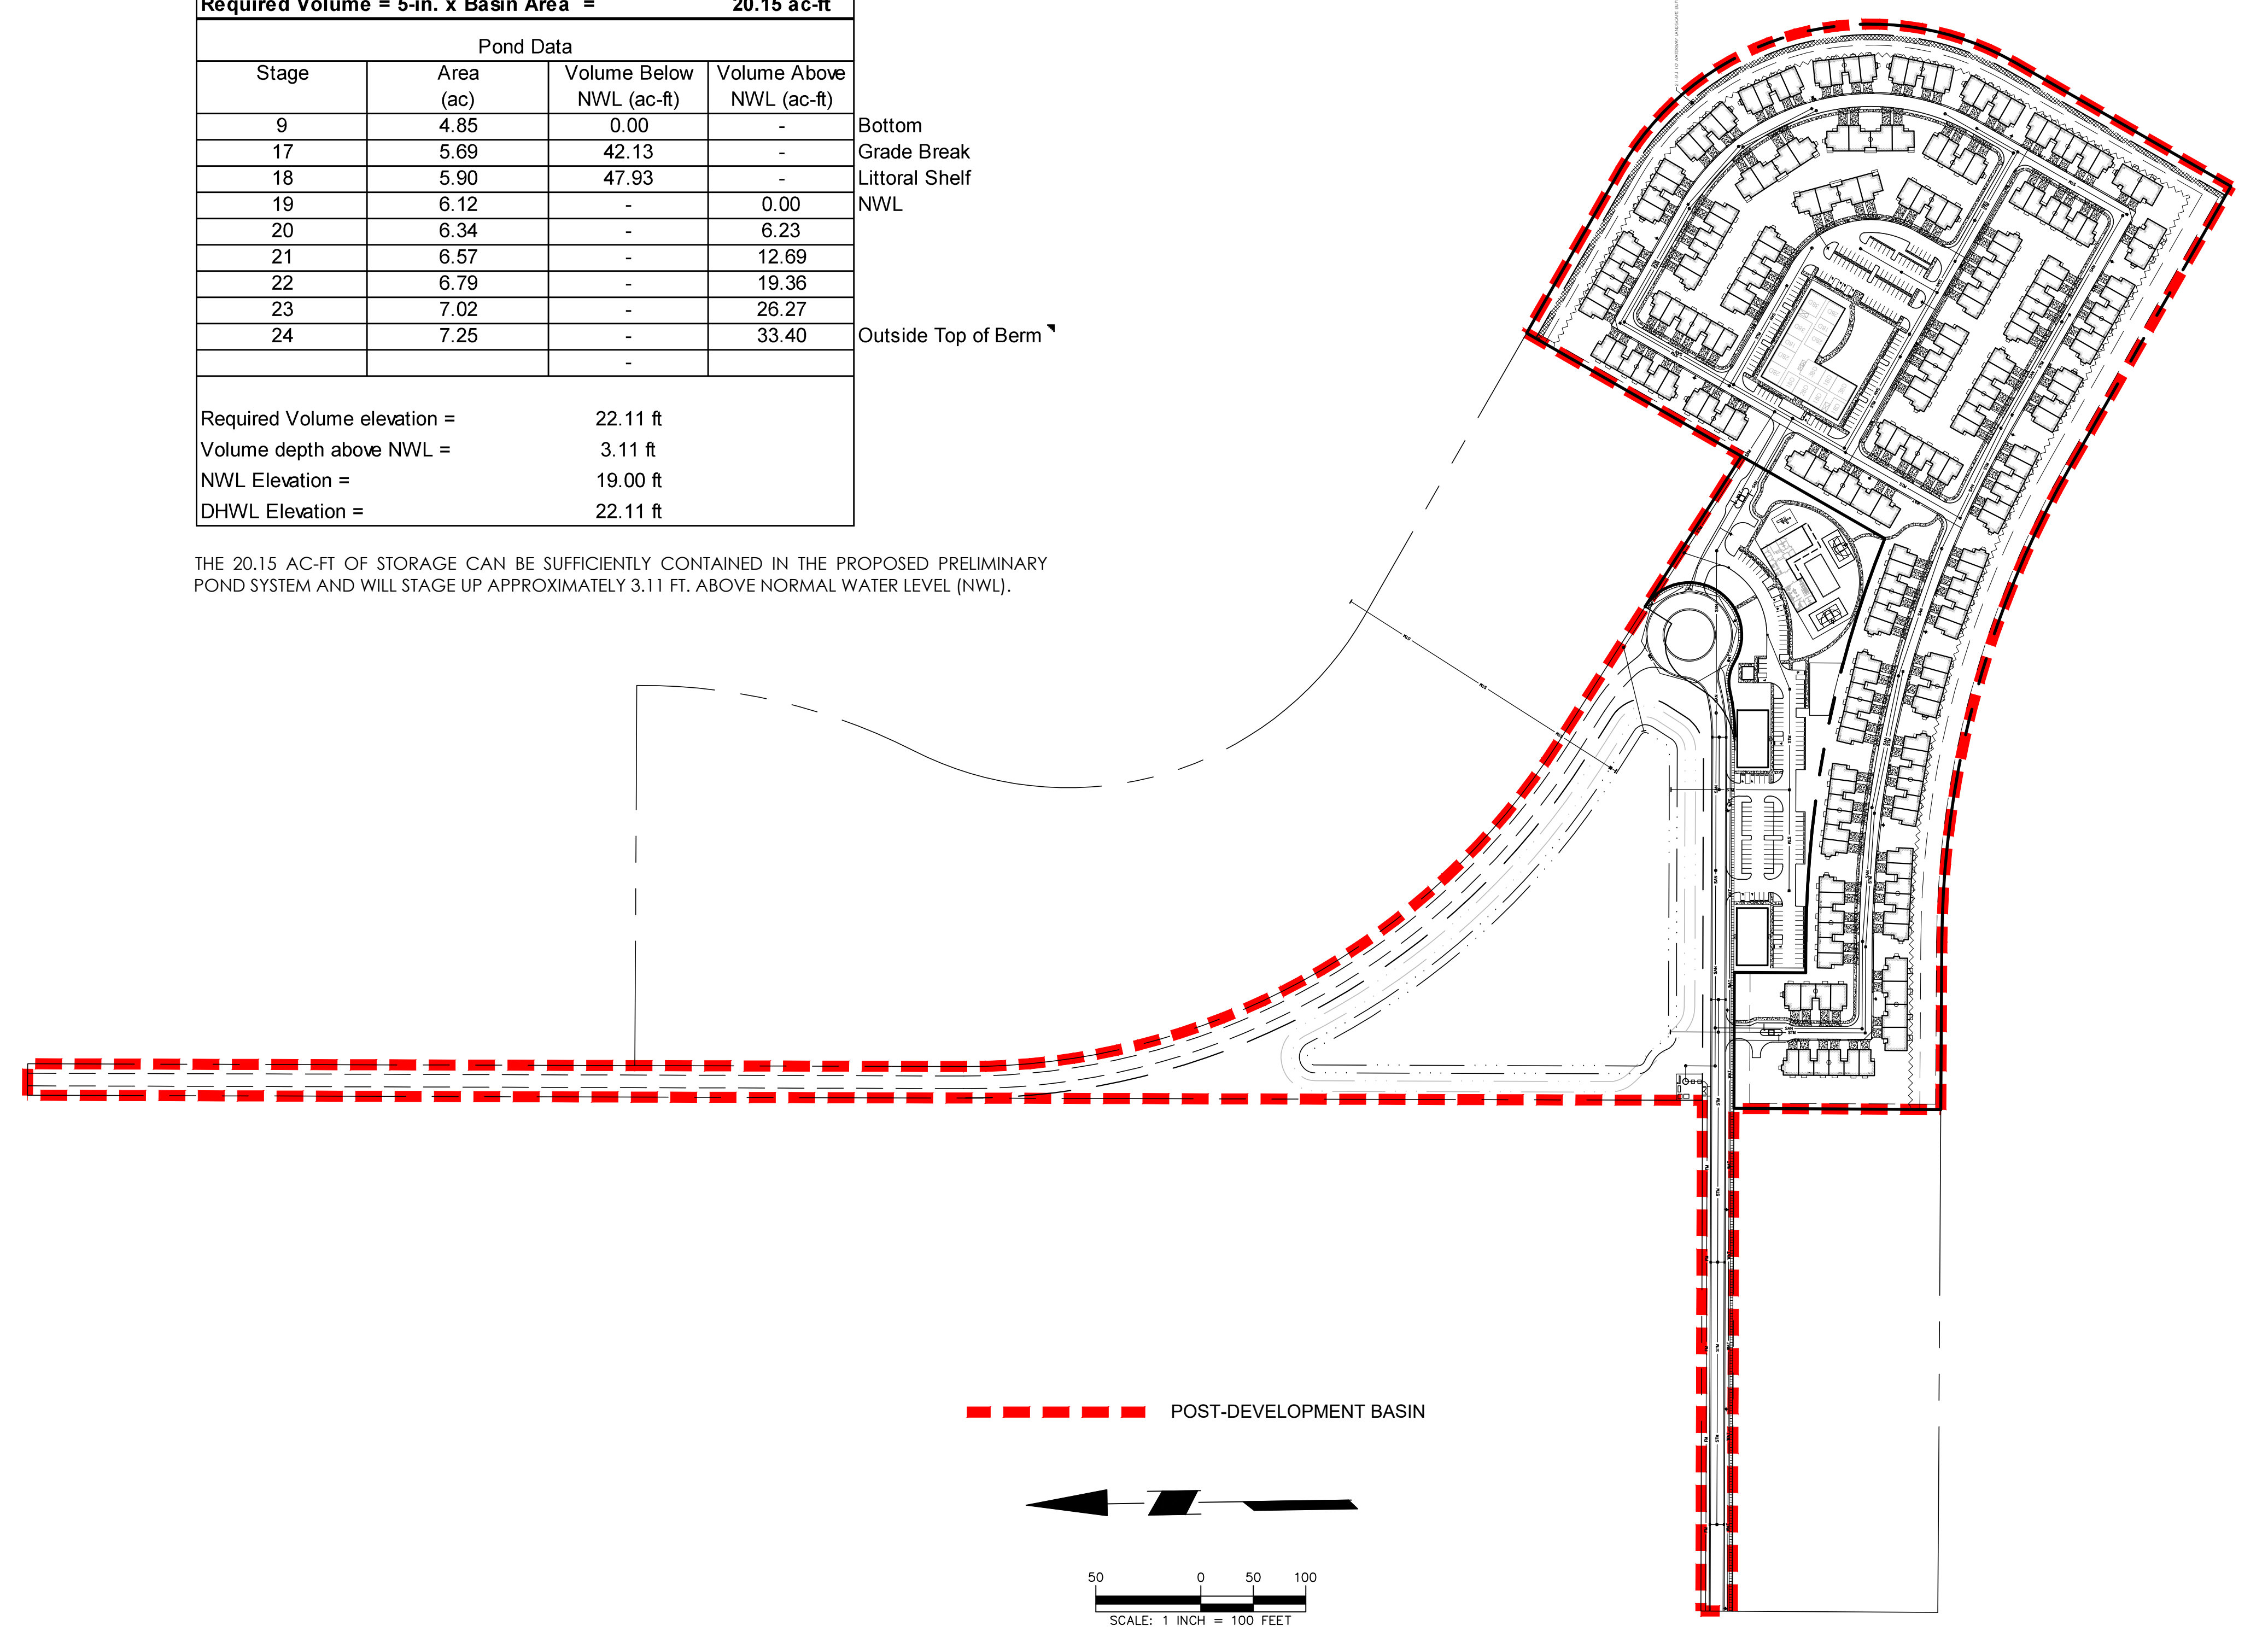 Required Volume = 5-in. x Basin Area = 20.15 ac-ft
Pond Data
Stage Area Volume Below Volume Above
(ac) NWL (ac-ft) NWL (ac-ft)
9 4.85 0.00 - Bottom
17 5.69 42.13 - Grade Break
18 5.90 47.93 - Littoral Shelf
19 6.12 - 0.00 NWL
20 6.34 - 6.23
21 6.57 - 12.69
22 6.79 - 19.36
23 7.02 - 26.27
24 7.25 - 33.40 Outside Top of Berm
-
Required Volume elevation = 22.11 ft
Volume depth above NWL = 3.11 ft
NWL Elevation = 19.00 ft
DHWL Elevation = 22.11 ft
THE 20.15 AC-FT OF STORAGE CAN BE SUFFICIENTLY CONTAINED IN THE PROPOSED PRELIMINARY
POND SYSTEM AND WILL STAGE UP APPROXIMATELY 3.11 FT. ABOVE NORMAL WATER LEVEL (NWL).
POST-DEVELOPMENT BASIN
50 0 50 100
SCALE: 1 INCH = 100 FEET